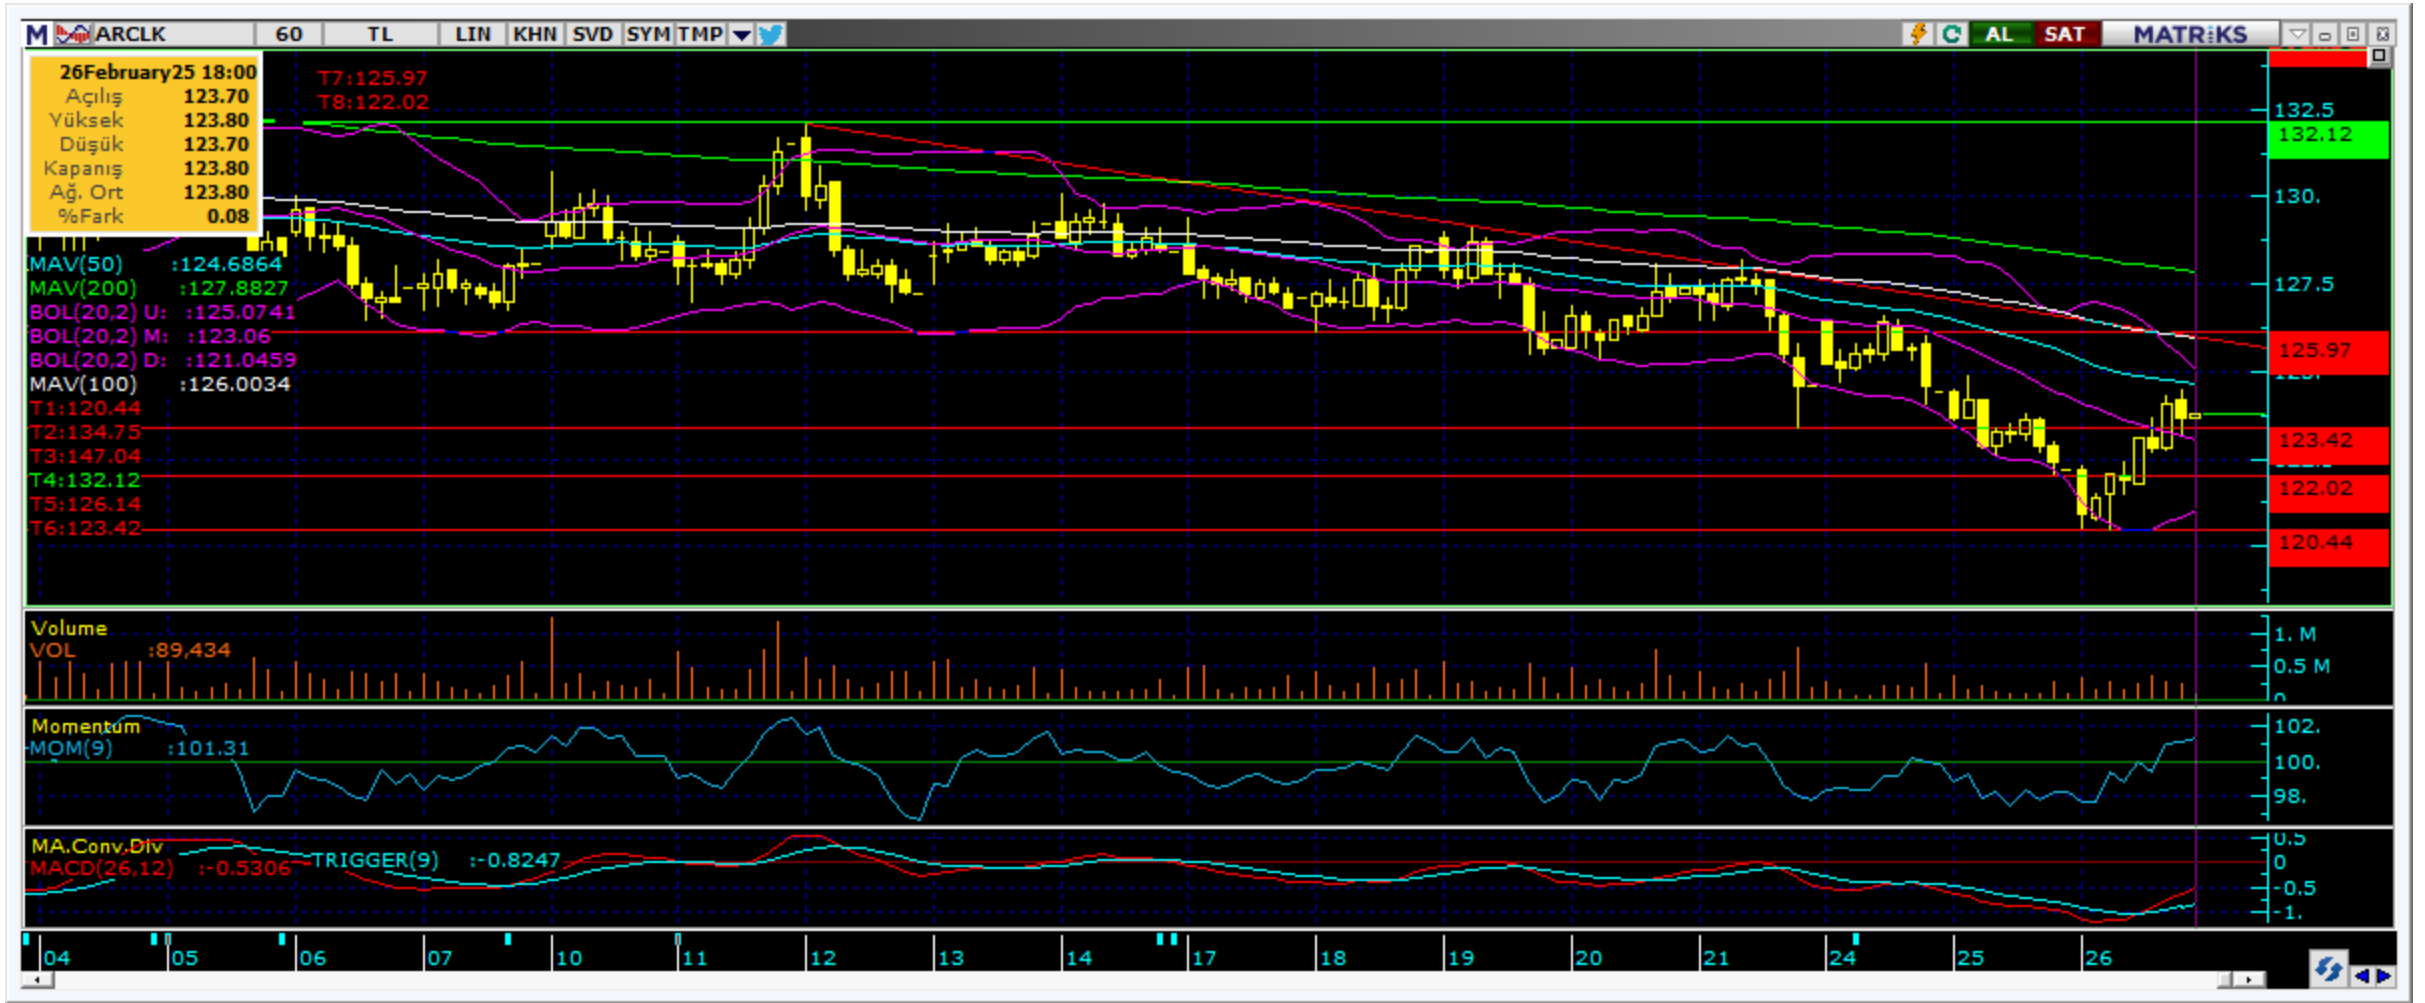 M ARCLK 60 TL LIN KHN SVD SYM TMP C AL SAT MATRiKS
26February25 18:00
Açılış 123.70
Yüksek 123.80
Düşük 123.70
Kapanış 123.80
Ağ. Ort 123.80
%Fark 0.08
T7:125.97
T8:122.02
MAV(50) :124.6864
MAV(200) :127.8827
BOL(20,2) U: :125.0741
BOL(20,2) M: :123.06
BOL(20,2) D: :121.0459
MAV(100) :126.0034
T1:120.44
T2:134.75
T3:147.04
T4:132.12
T5:126.14
T6:123.42
132.5
132.12
130.
127.5
125.97
123.42
122.02
120.44
Volume
VOL :89,434
1. M
0.5 M
0
Momentum
MOM(9) :101.31
102.
100.
98.
MA.Conv.Div
MACD(26,12) :-0.5306 TRIGGER(9) :-0.8247
0.5
0
-0.5
-1.
04 05 06 07 10 11 12 13 14 17 18 19 20 21 24 25 26